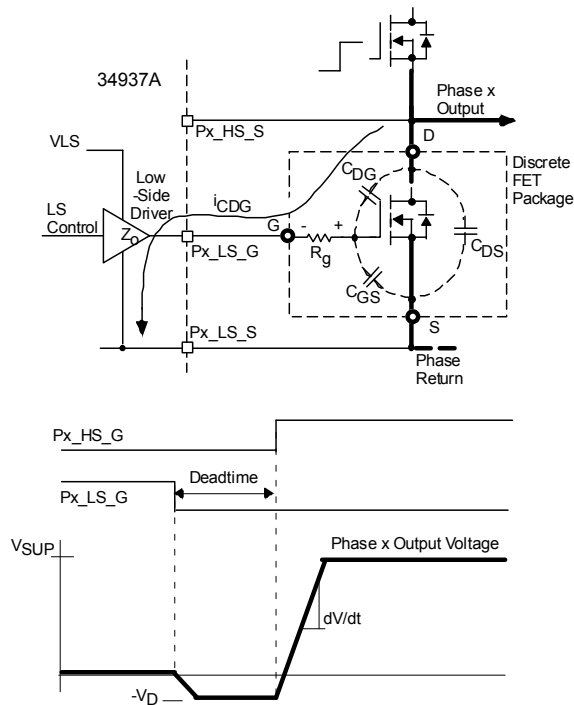 34937A
Phase x
Output
Px_HS_S
D
VLS
Discrete
FET
Package
Low
-Side
Driver
CDG
iCDG
LS
Control
Zo
G
-
+
Px_LS_G
Rg
CDS
CGS
Px_LS_S
S
Phase
Return
Px_HS_G
Deadtime
Px_LS_G
VSUP
Phase x Output Voltage
dV/dt
-VD